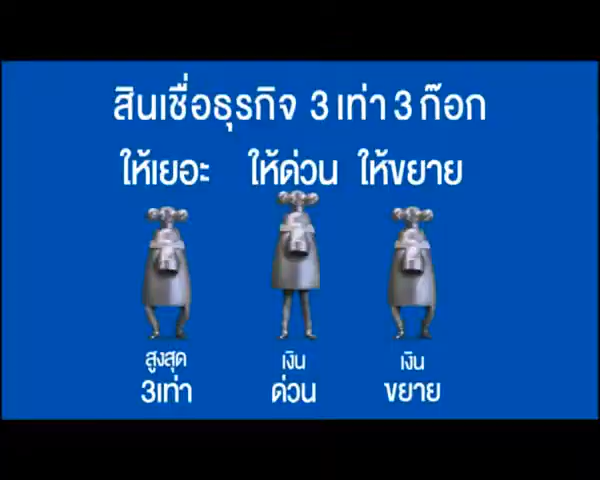 สินเชื่อธุรกิจ 3 เท่า 3 ก๊อก
ให้เยอะ ให้ด่วน ให้ขยาย
สูงสุด เงิน เงิน
3เท่า ด่วน ขยาย